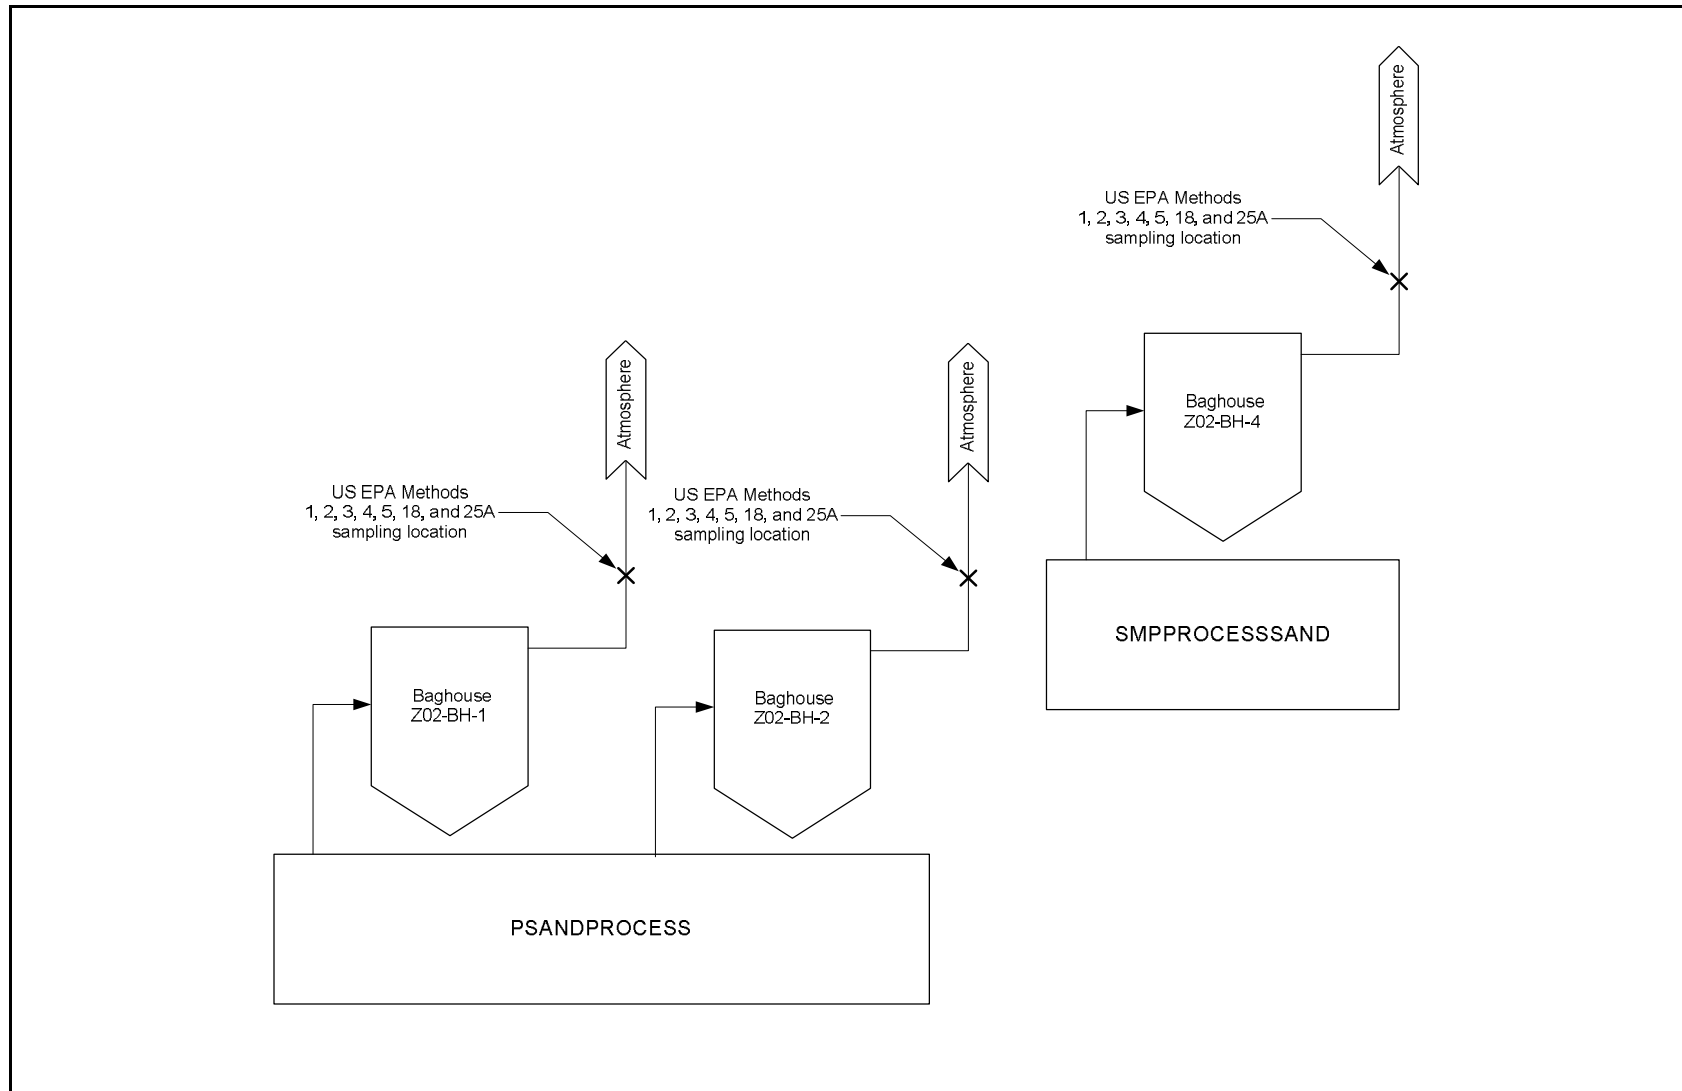 Atmosphere
US EPA Methods
1, 2, 3, 4, 5, 18, and 25A
sampling location
Baghouse
Z02-BH-4
SMPPROCESSSAND
Atmosphere
US EPA Methods
1, 2, 3, 4, 5, 18, and 25A
sampling location
Baghouse
Z02-BH-1
Atmosphere
US EPA Methods
1, 2, 3, 4, 5, 18, and 25A
sampling location
Baghouse
Z02-BH-2
PSANDPROCESS